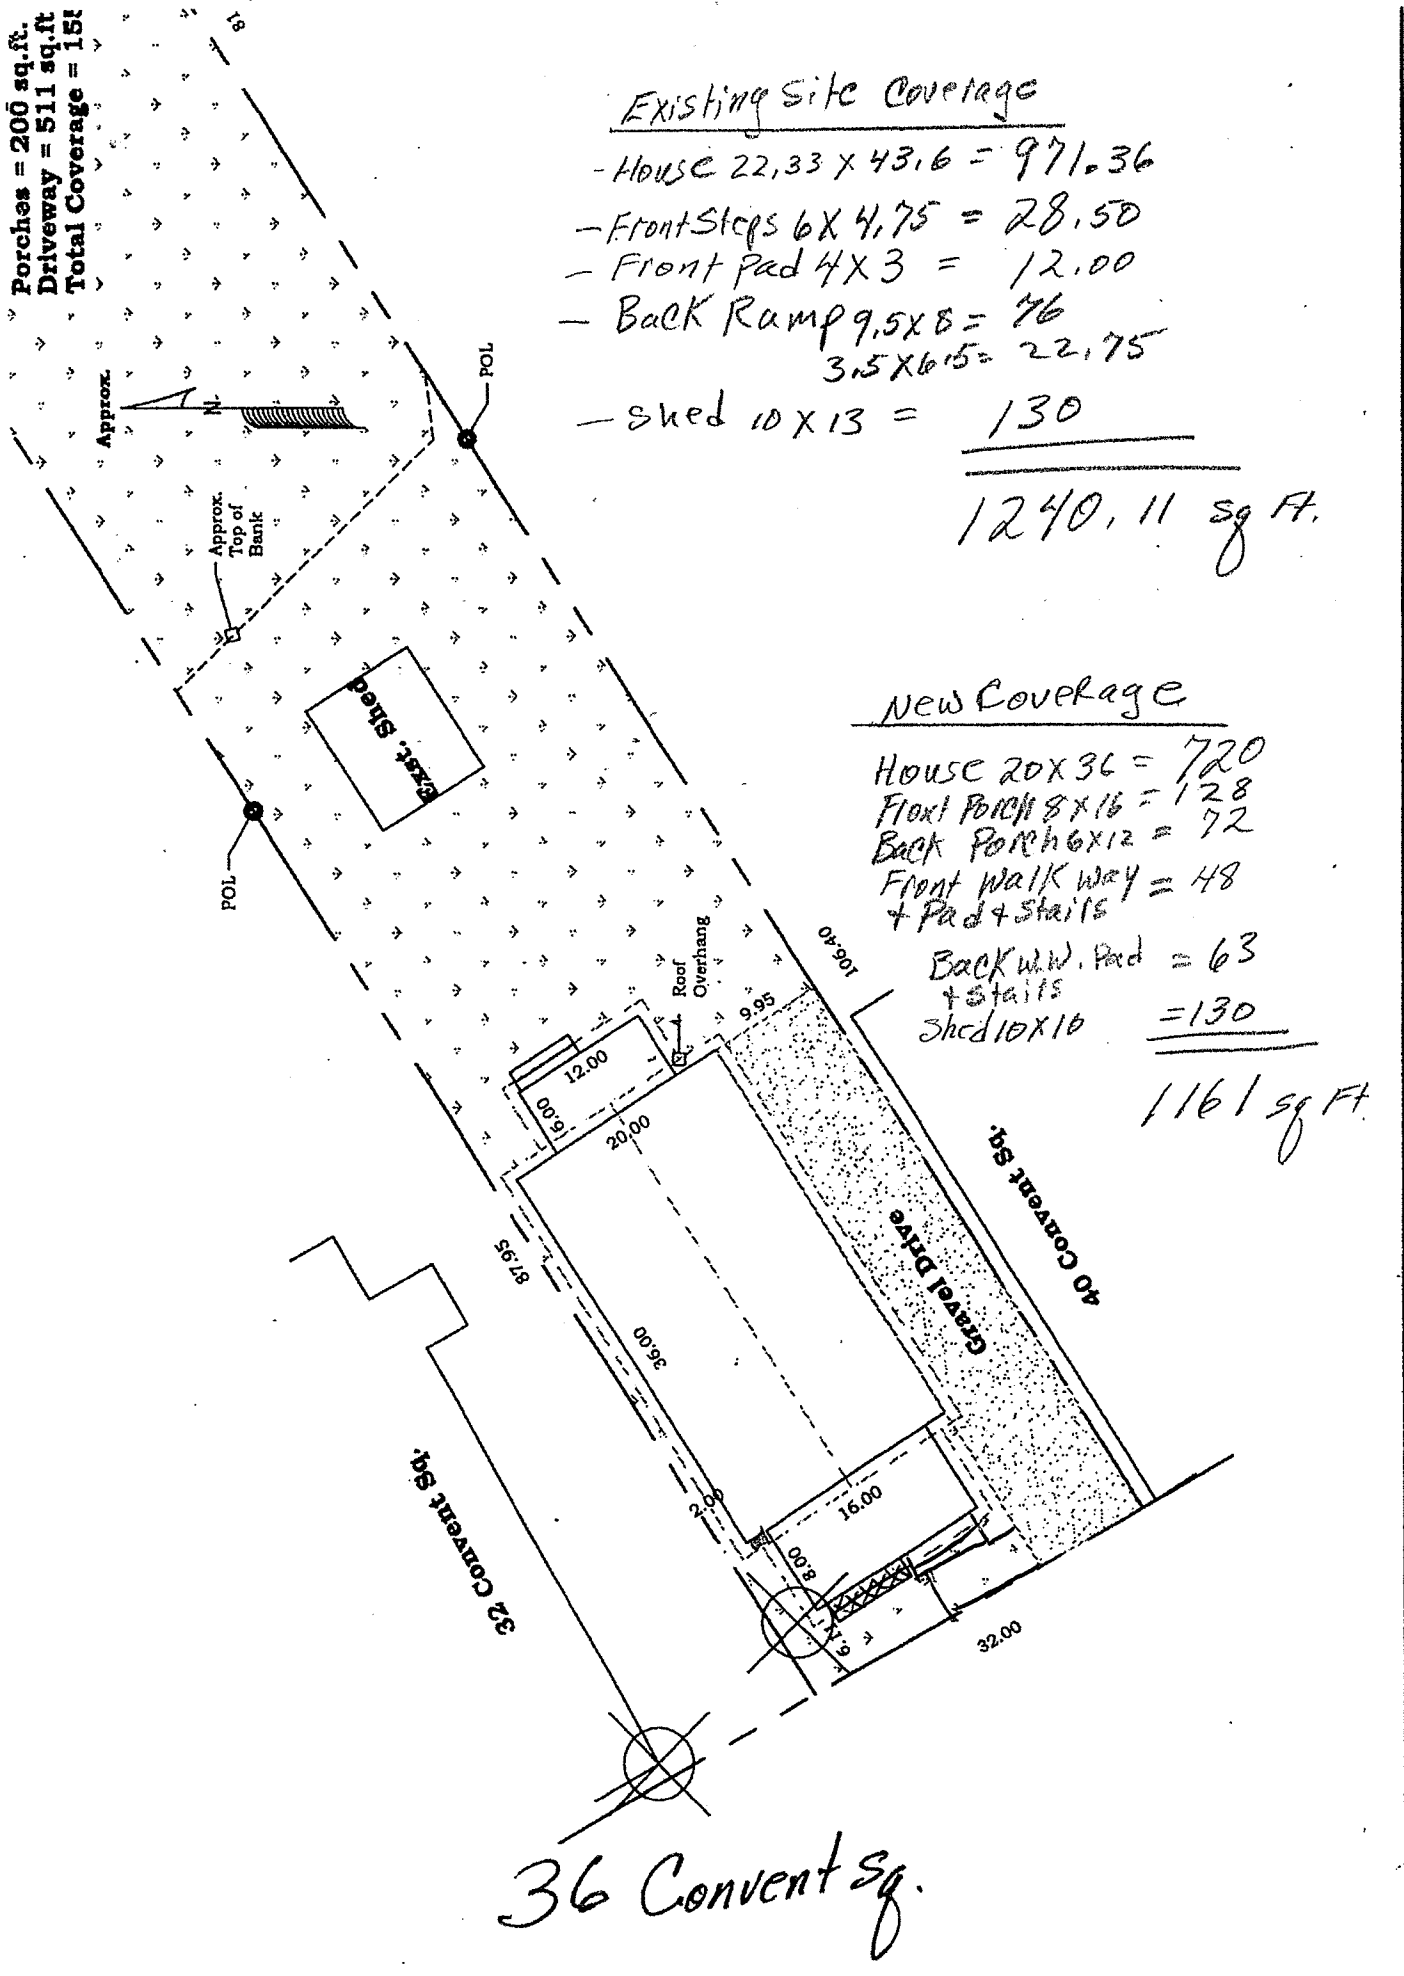 Porches = 200 sq.ft.
Driveway = 511 sq.ft
Total Coverage = 15
81
Existing Site Coverage
- House 22.33 X 43.6 = 971.36
- Front Steps 6 X 4.75 = 28.50
- Front Pad 4 X 3 = 12.00
- Back Ramp 9.5 X 8 = 76
3.5 X 6.5 = 22.75
- Shed 10 X 13 = 130
1240.11 sq Ft.
Approx.
N
POL
Approx.
Top of
Bank
Exst. Shed
POL
New Coverage
House 20 X 36 = 720
Front Porch 8 X 16 = 128
Back Porch 6 X 12 = 72
Front Walk Way = 48
+ Pad + Stairs
Back W.W. Pad = 63
+ Stairs
Shed 10 X 10 = 130
1161 sq Ft
Roof
Overhang
106.40
9.95
12.00
6.00
20.00
87.95
36.00
Gravel Drive
40 Convent Sq.
32 Convent Sq.
2.00
16.00
8.00
6.17
32.00
36 Convent Sq.